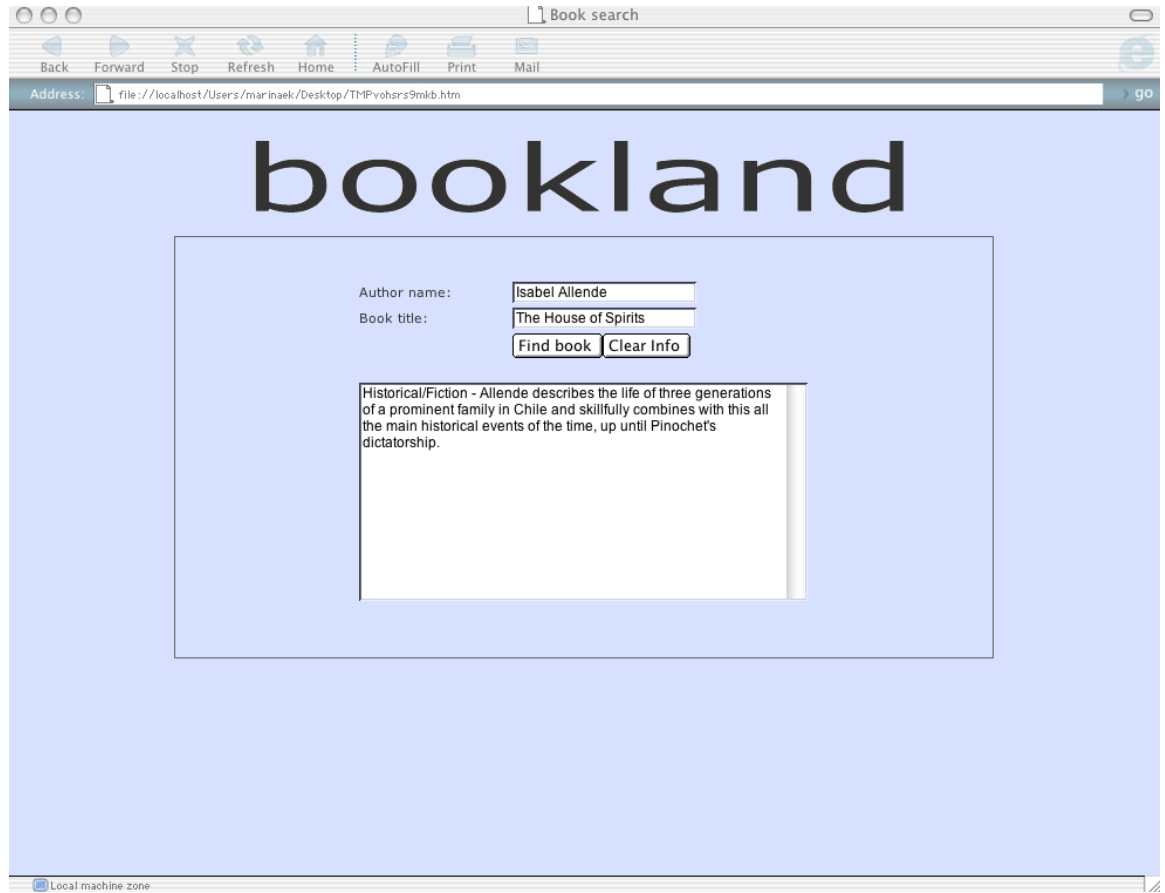 Book search
Back Forward Stop Refresh Home AutoFill Print Mail
Address: file://localhost/Users/marinaek/Desktop/TMPvohsrs9mkb.htm go
bookland
Author name: Isabel Allende
Book title: The House of Spirits
Find book Clear Info
Historical/Fiction - Allende describes the life of three generations
of a prominent family in Chile and skillfully combines with this all
the main historical events of the time, up until Pinochet's
dictatorship.
Local machine zone